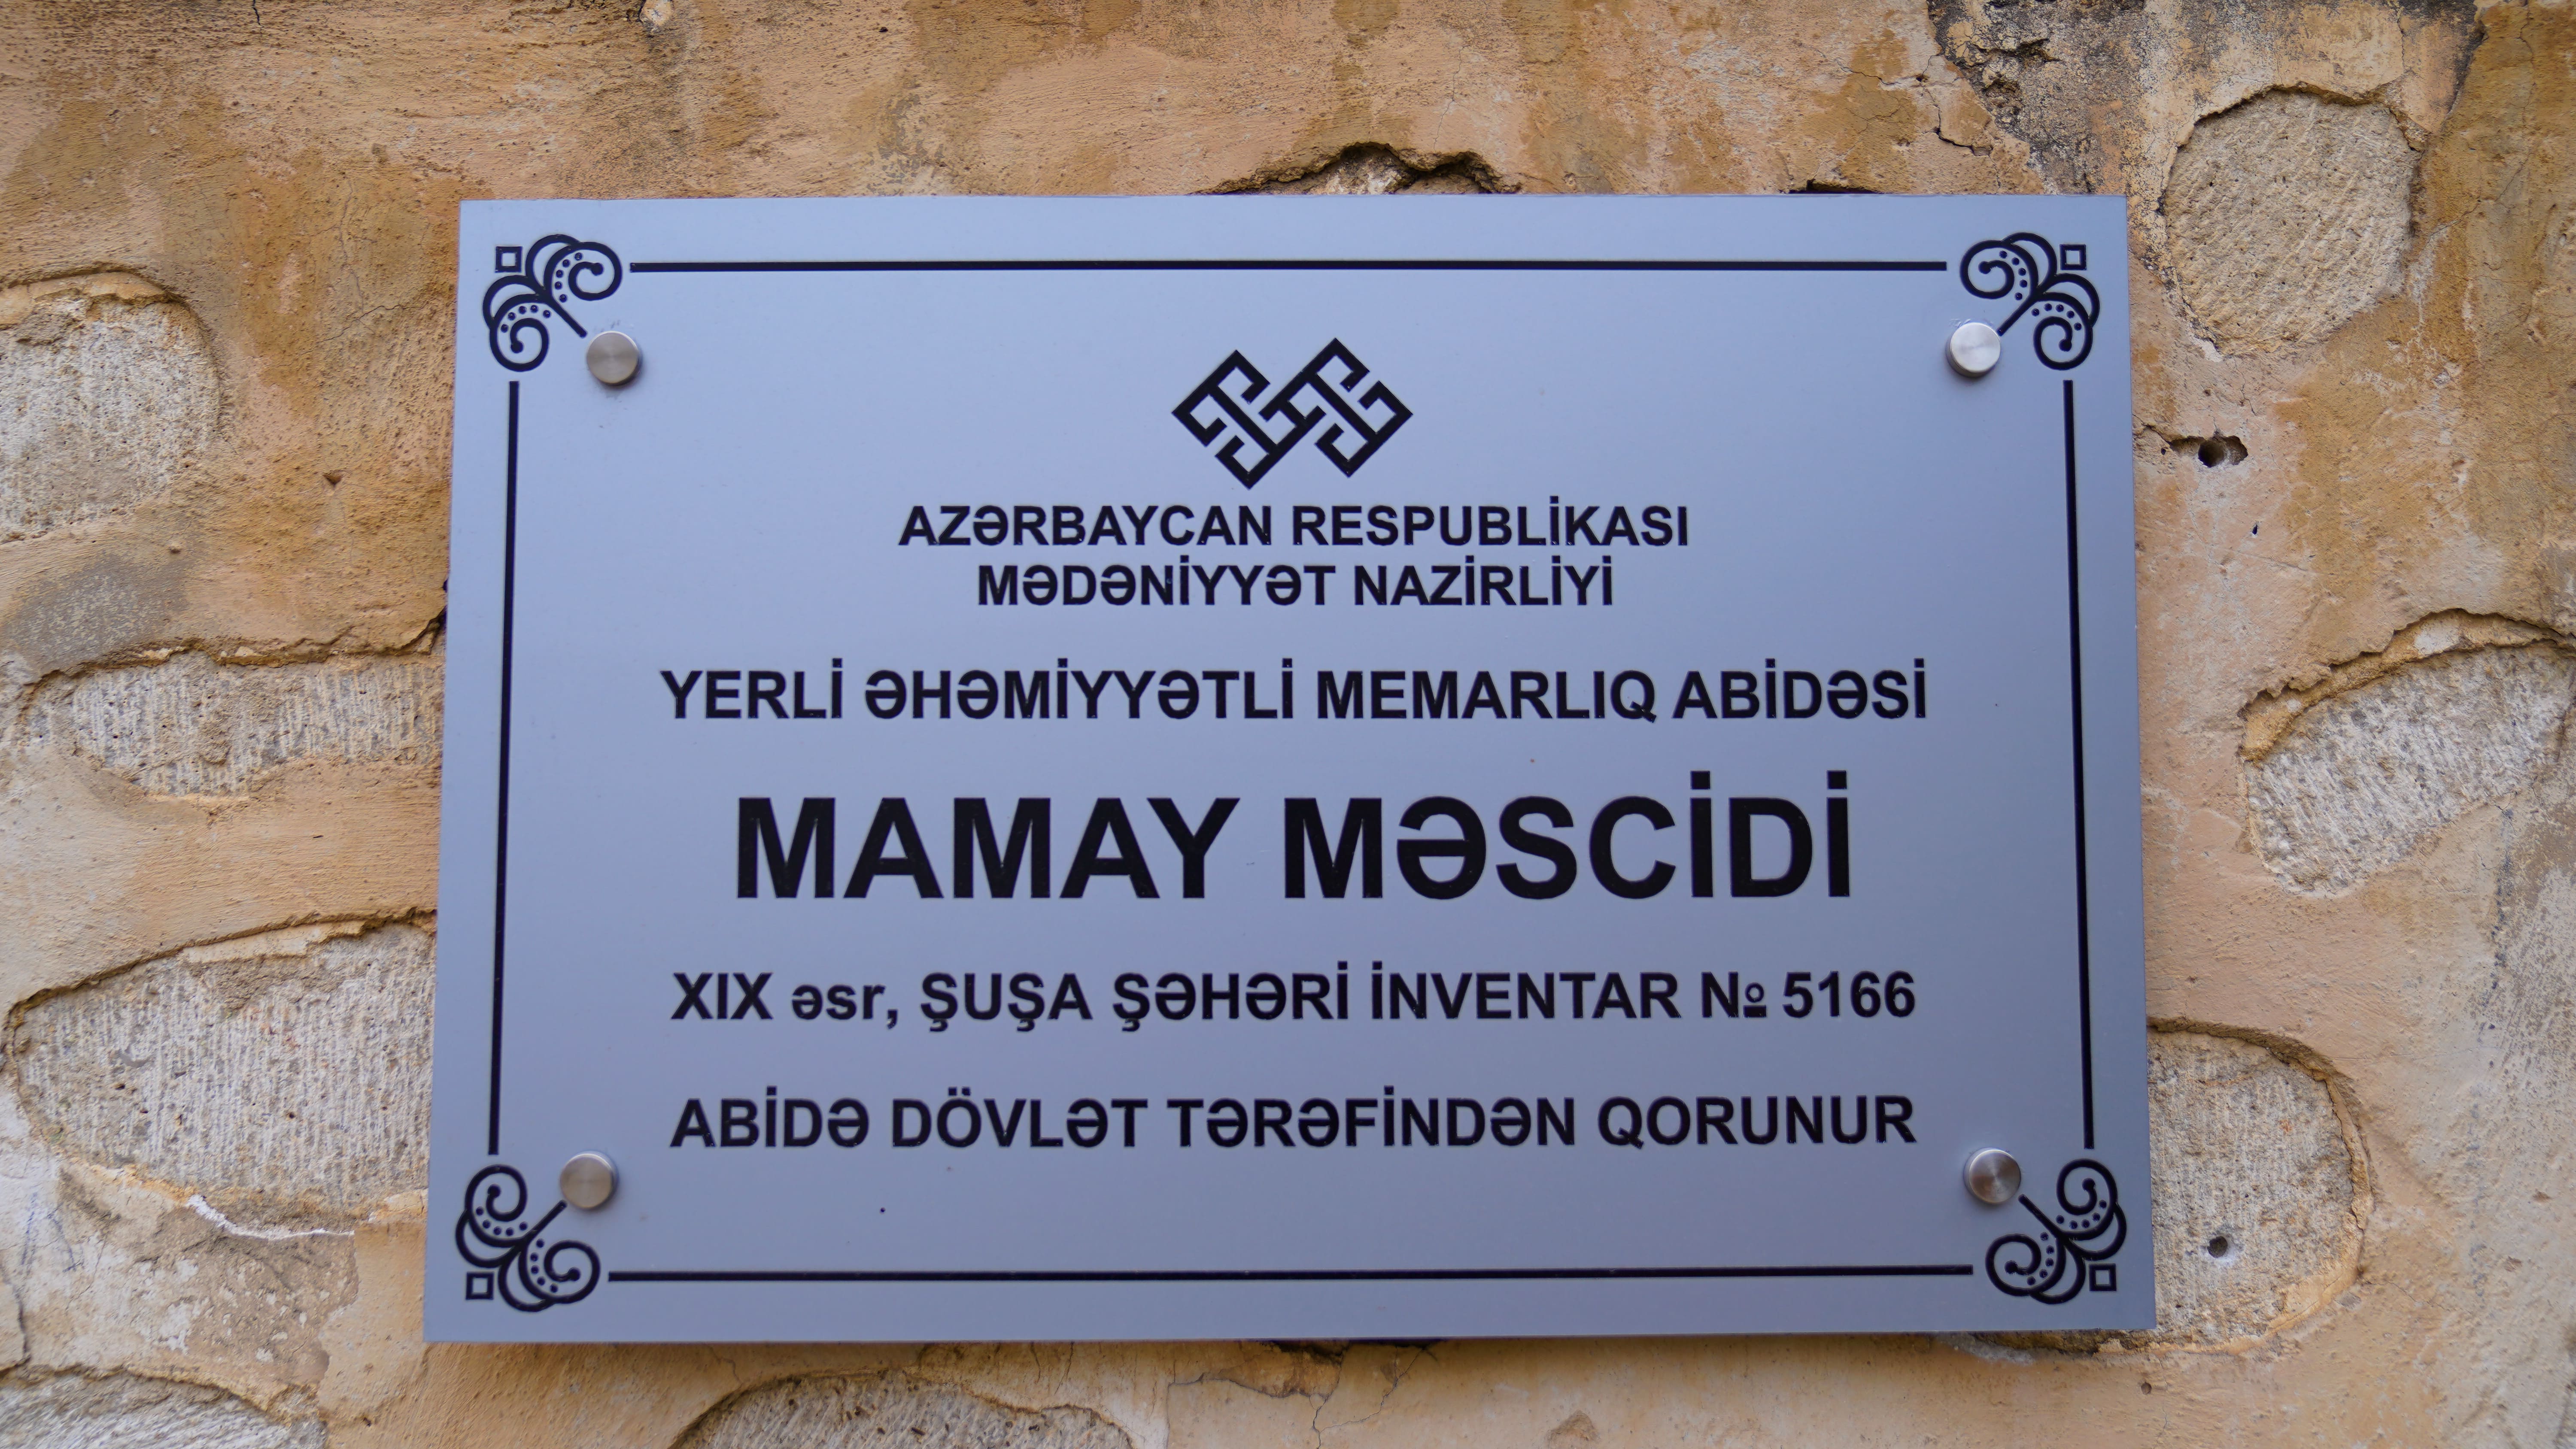 AZƏRBAYCAN RESPUBLİKASI
MƏDƏNİYYƏT NAZİRLİYİ
YERLİ ƏHƏMİYYƏTLİ MEMARLIQ ABİDƏSİ
MAMAY MƏSCİDİ
XIX əsr, ŞUŞA ŞƏHƏRİ İNVENTAR № 5166
ABİDƏ DÖVLƏT TƏRƏFİNDƏN QORUNUR